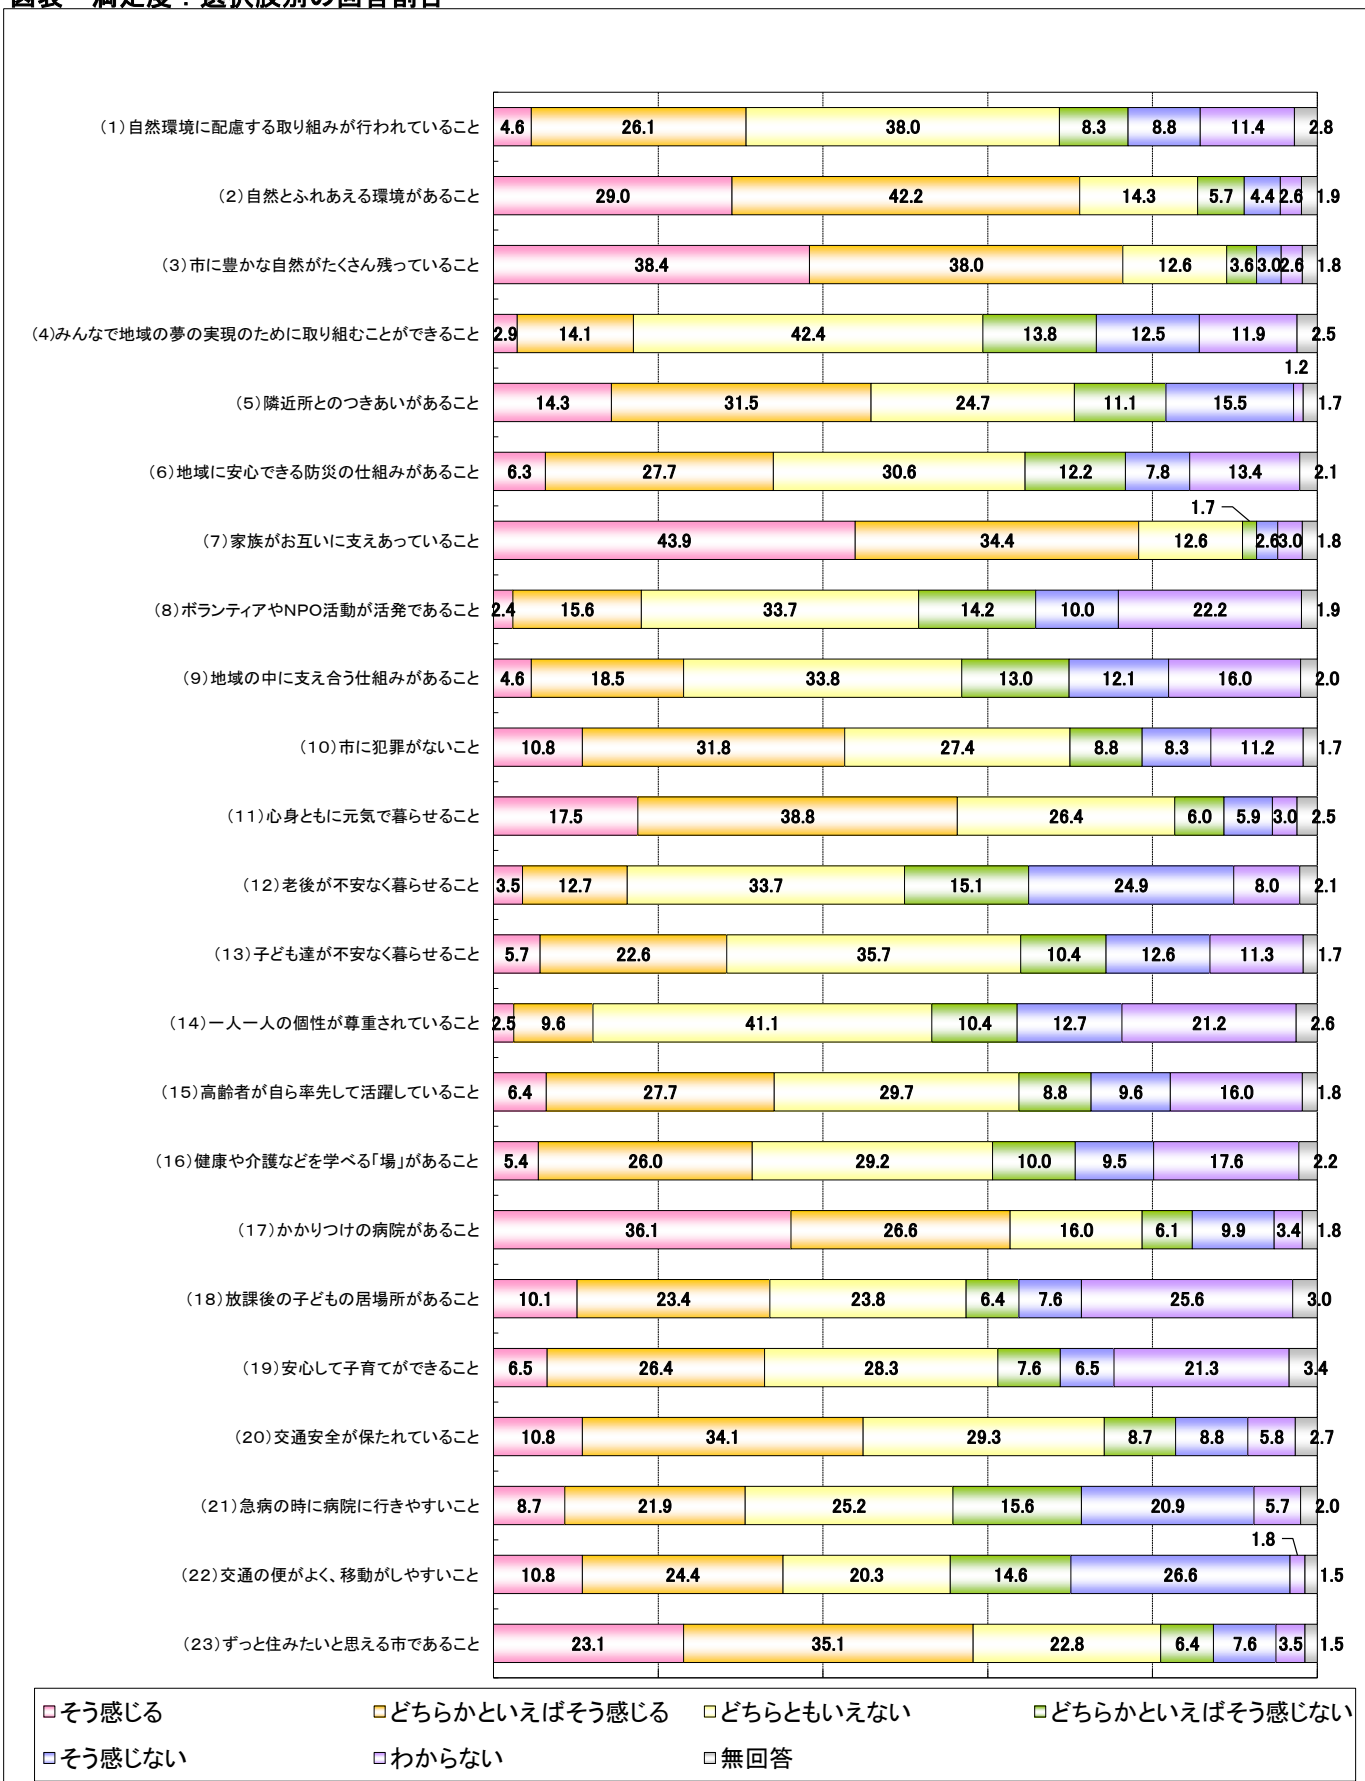 （１）自然環境に配慮する取り組みが行われていること 4.6 26.1 38.0 8.3 8.8 11.4 2.8
（２）自然とふれあえる環境があること 29.0 42.2 14.3 5.7 4.4 2.6 1.9
（３）市に豊かな自然がたくさん残っていること 38.4 38.0 12.6 3.6 3.0 2.6 1.8
（４）みんなで地域の夢の実現のために取り組むことができること 2.9 14.1 42.4 13.8 12.5 11.9 2.5
（５）隣近所とのつきあいがあること 14.3 31.5 24.7 11.1 15.5 1.2 1.7
（６）地域に安心できる防災の仕組みがあること 6.3 27.7 30.6 12.2 7.8 13.4 2.1
（７）家族がお互いに支えあっていること 43.9 34.4 12.6 1.7 2.6 3.0 1.8
（８）ボランティアやＮＰＯ活動が活発であること 2.4 15.6 33.7 14.2 10.0 22.2 1.9
（９）地域の中に支え合う仕組みがあること 4.6 18.5 33.8 13.0 12.1 16.0 2.0
（１０）市に犯罪がないこと 10.8 31.8 27.4 8.8 8.3 11.2 1.7
（１１）心身ともに元気で暮らせること 17.5 38.8 26.4 6.0 5.9 3.0 2.5
（１２）老後が不安なく暮らせること 3.5 12.7 33.7 15.1 24.9 8.0 2.1
（１３）子ども達が不安なく暮らせること 5.7 22.6 35.7 10.4 12.6 11.3 1.7
（１４）一人一人の個性が尊重されていること 2.5 9.6 41.1 10.4 12.7 21.2 2.6
（１５）高齢者が自ら率先して活躍していること 6.4 27.7 29.7 8.8 9.6 16.0 1.8
（１６）健康や介護などを学べる「場」があること 5.4 26.0 29.2 10.0 9.5 17.6 2.2
（１７）かかりつけの病院があること 36.1 26.6 16.0 6.1 9.9 3.4 1.8
（１８）放課後の子どもの居場所があること 10.1 23.4 23.8 6.4 7.6 25.6 3.0
（１９）安心して子育てができること 6.5 26.4 28.3 7.6 6.5 21.3 3.4
（２０）交通安全が保たれていること 10.8 34.1 29.3 8.7 8.8 5.8 2.7
（２１）急病の時に病院に行きやすいこと 8.7 21.9 25.2 15.6 20.9 5.7 2.0
（２２）交通の便がよく、移動がしやすいこと 10.8 24.4 20.3 14.6 26.6 1.8 1.5
（２３）ずっと住みたいと思える市であること 23.1 35.1 22.8 6.4 7.6 3.5 1.5
そう感じる どちらかといえばそう感じる どちらともいえない どちらかといえばそう感じない
そう感じない わからない 無回答